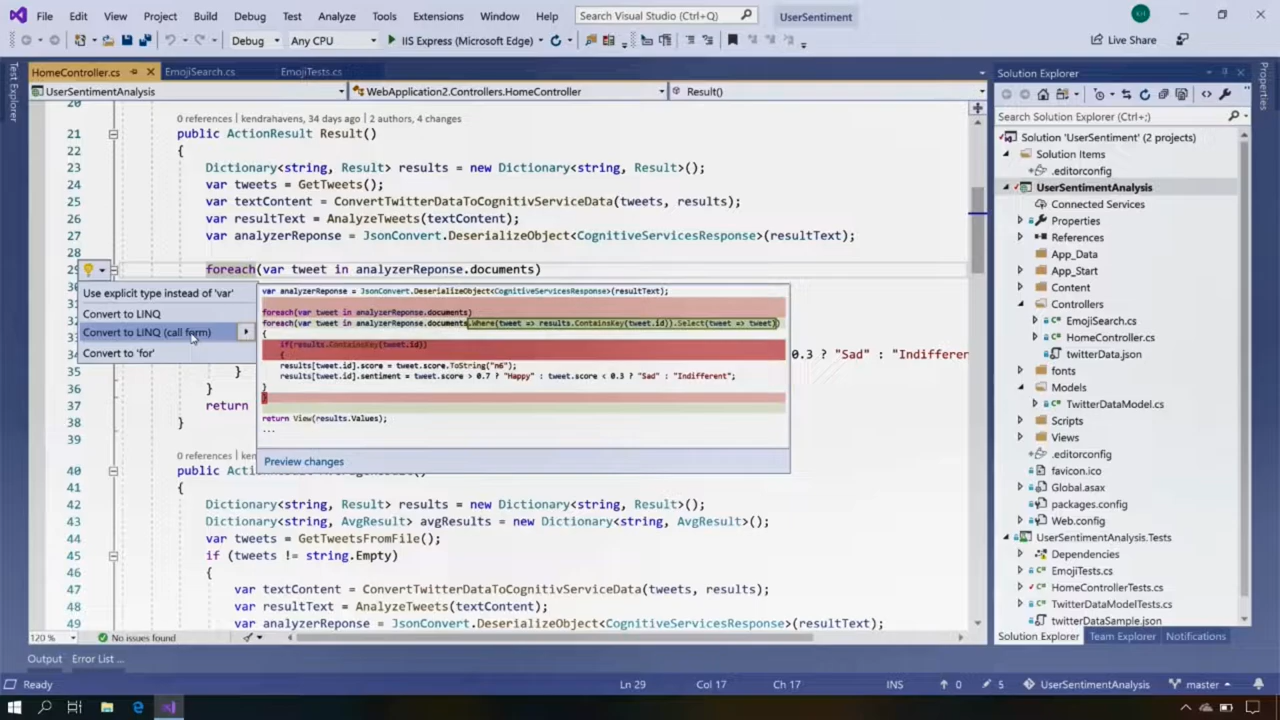 File Edit View Project Build Debug Test Analyze Tools Extensions Window Help Search Visual Studio (Ctrl+Q) UserSentiment
Debug Any CPU IIS Express (Microsoft Edge) Live Share
Test Explorer
HomeController.cs EmojiSearch.cs EmojiTests.cs
UserSentimentAnalysis WebApplication2.Controllers.HomeController Result()
20
0 references | kendrahavens, 34 days ago | 2 authors, 4 changes
21 public ActionResult Result()
22 {
23 Dictionary<string, Result> results = new Dictionary<string, Result>();
24 var tweets = GetTweets();
25 var textContent = ConvertTwitterDataToCognitivServiceData(tweets, results);
26 var resultText = AnalyzeTweets(textContent);
27 var analyzerReponse = JsonConvert.DeserializeObject<CognitiveServicesResponse>(resultText);
28
29 foreach(var tweet in analyzerReponse.documents)
Use explicit type instead of 'var'
Convert to LINQ
Convert to LINQ (call form)
Convert to 'for'
var analyzerReponse = JsonConvert.DeserializeObject<CognitiveServicesResponse>(resultText);
foreach(var tweet in analyzerReponse.documents)
foreach(var tweet in analyzerReponse.documents.Where(tweet => results.ContainsKey(tweet.id)).Select(tweet => tweet))
{
if(results.ContainsKey(tweet.id))
{
results[tweet.id].score = tweet.score.ToString("n6");
results[tweet.id].sentiment = tweet.score > 0.7 ? "Happy" : tweet.score < 0.3 ? "Sad" : "Indifferent";
}
}
return View(results.Values);
...
Preview changes
0.3 ? "Sad" : "Indifferen
35 }
36 }
37 return
38 }
39
0 references | ken
40 public Act
41 {
42 Dictionary<string, Result> results = new Dictionary<string, Result>();
43 Dictionary<string, AvgResult> avgResults = new Dictionary<string, AvgResult>();
44 var tweets = GetTweetsFromFile();
45 if (tweets != string.Empty)
46 {
47 var textContent = ConvertTwitterDataToCognitivServiceData(tweets, results);
48 var resultText = AnalyzeTweets(textContent);
49 var analyzerReponse = JsonConvert.DeserializeObject<CognitiveServicesResponse>(resultText);
120 % No issues found
Solution Explorer
Search Solution Explorer (Ctrl+;)
Solution 'UserSentiment' (2 projects)
Solution Items
.editorconfig
UserSentimentAnalysis
Connected Services
Properties
References
App_Data
App_Start
Content
Controllers
EmojiSearch.cs
HomeController.cs
twitterData.json
fonts
Models
TwitterDataModel.cs
Scripts
Views
.editorconfig
favicon.ico
Global.asax
packages.config
Web.config
UserSentimentAnalysis.Tests
Dependencies
EmojiTests.cs
HomeControllerTests.cs
TwitterDataModelTests.cs
twitterDataSample.json
Solution Explorer Team Explorer Notifications
Properties
Output Error List ...
Ready Ln 29 Col 17 Ch 17 INS 0 5 UserSentimentAnalysis master